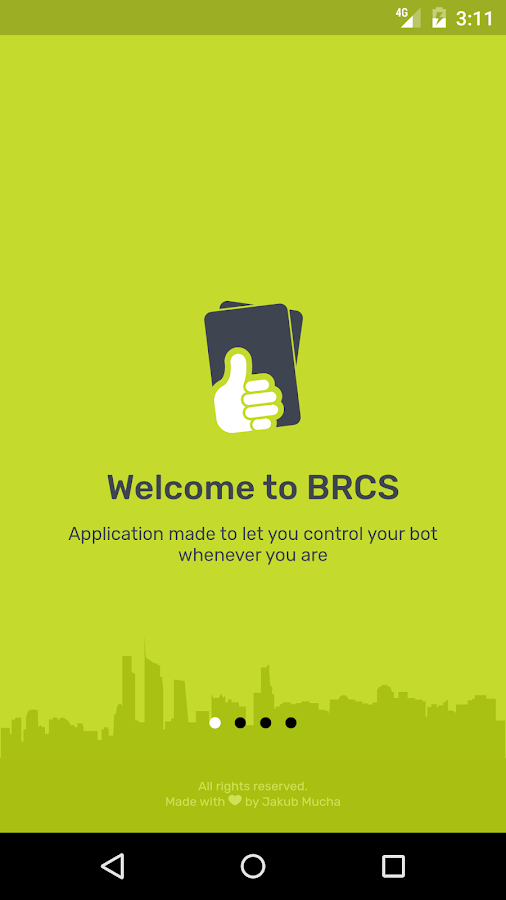 4G 3:11
Welcome to BRCS
Application made to let you control your bot
whenever you are
All rights reserved.
Made with by Jakub Mucha